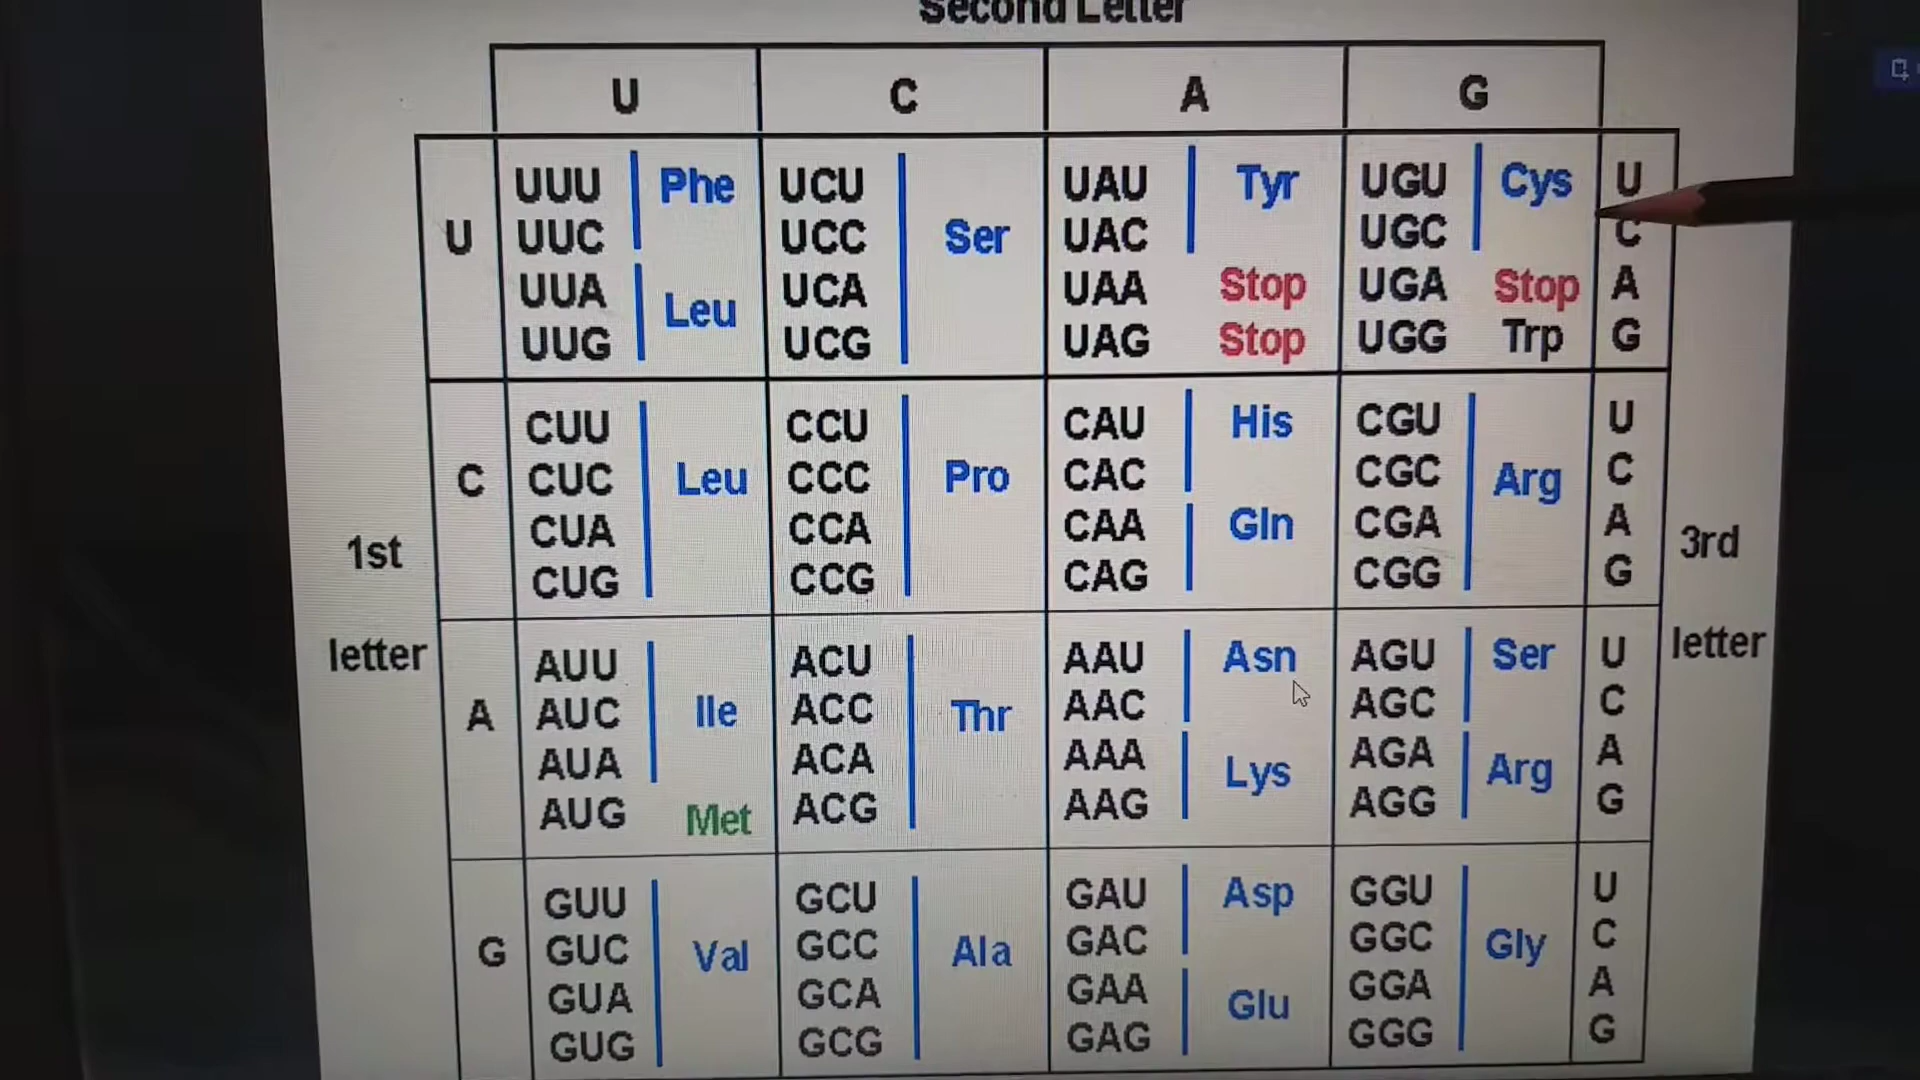 Second Letter
U C A G
UUU Phe UCU UAU Tyr UGU Cys U
U UUC UCC Ser UAC UGC C
UUA Leu UCA UAA Stop UGA Stop A
UUG UCG UAG Stop UGG Trp G
CUU CCU CAU His CGU U
C CUC Leu CCC Pro CAC CGC Arg C
1st CUA CCA CAA Gln CGA A 3rd
CUG CCG CAG CGG G
letter AUU ACU AAU Asn AGU Ser U letter
A AUC Ile ACC Thr AAC AGC C
AUA ACA AAA Lys AGA Arg A
AUG Met ACG AAG AGG G
GUU GCU GAU Asp GGU U
G GUC Val GCC Ala GAC GGC Gly C
GUA GCA GAA Glu GGA A
GUG GCG GAG GGG G